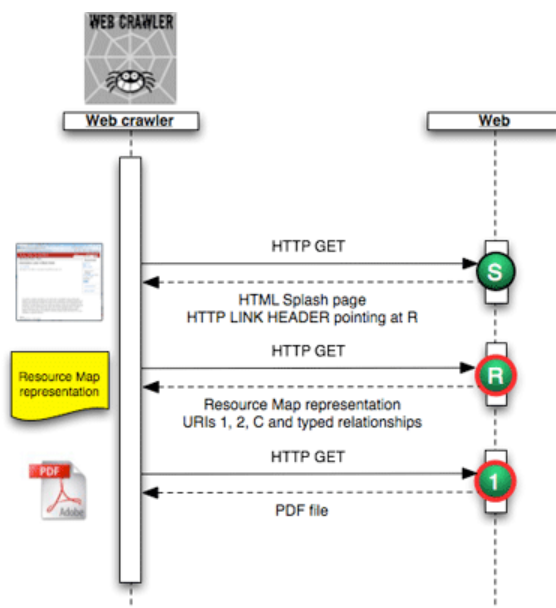 WEB CRAWLER
Web crawler
Web
HTTP GET
S
HTML Splash page
HTTP LINK HEADER pointing at R
HTTP GET
R
Resource Map
representation
Resource Map representation
URIs 1, 2, C and typed relationships
HTTP GET
1
PDF
Adobe
PDF file